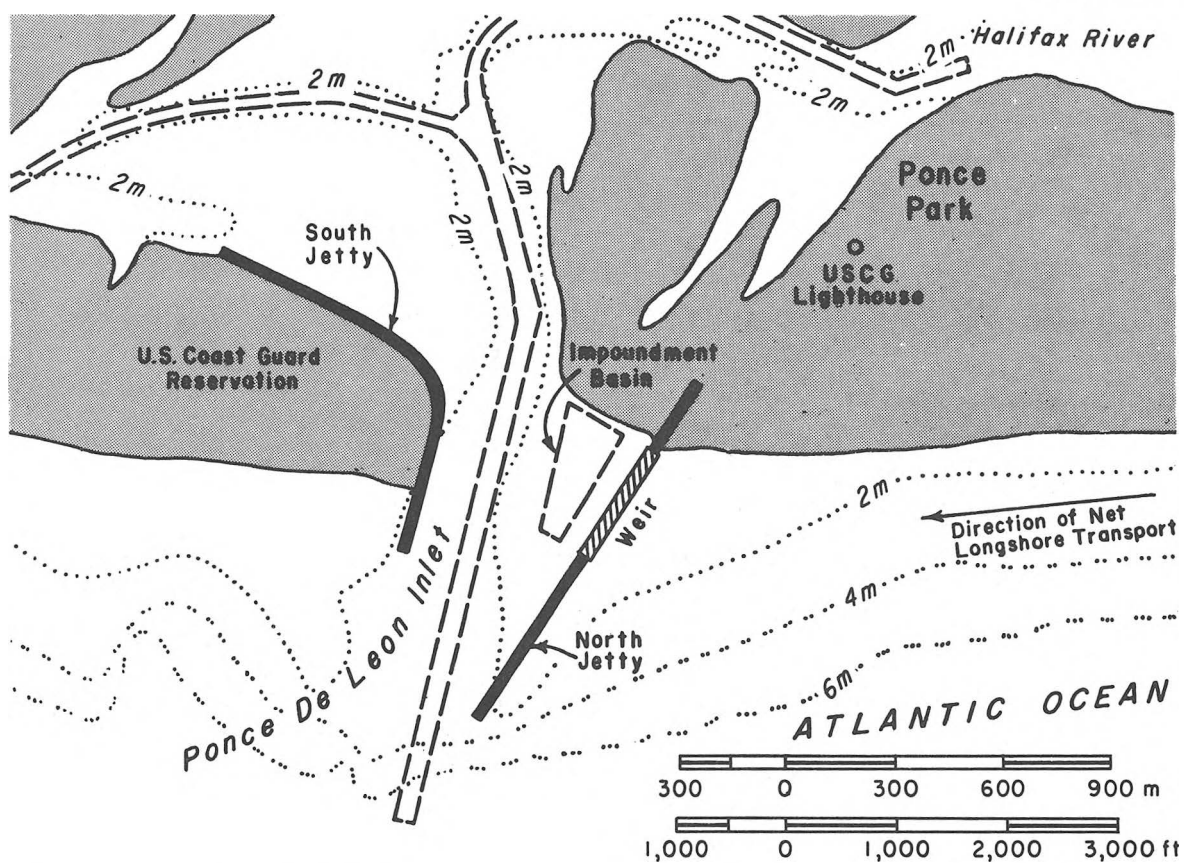 Halifax River
2m
2m
2m
2m
2m
2m
Ponce
Park
South
Jetty
USCG
Lighthouse
U.S. Coast Guard
Reservation
Impoundment
Basin
Weir
2m
Direction of Net
Longshore Transport
4m
North
Jetty
6m
Ponce De Leon Inlet
ATLANTIC OCEAN
300 0 300 600 900 m
1,000 0 1,000 2,000 3,000 ft